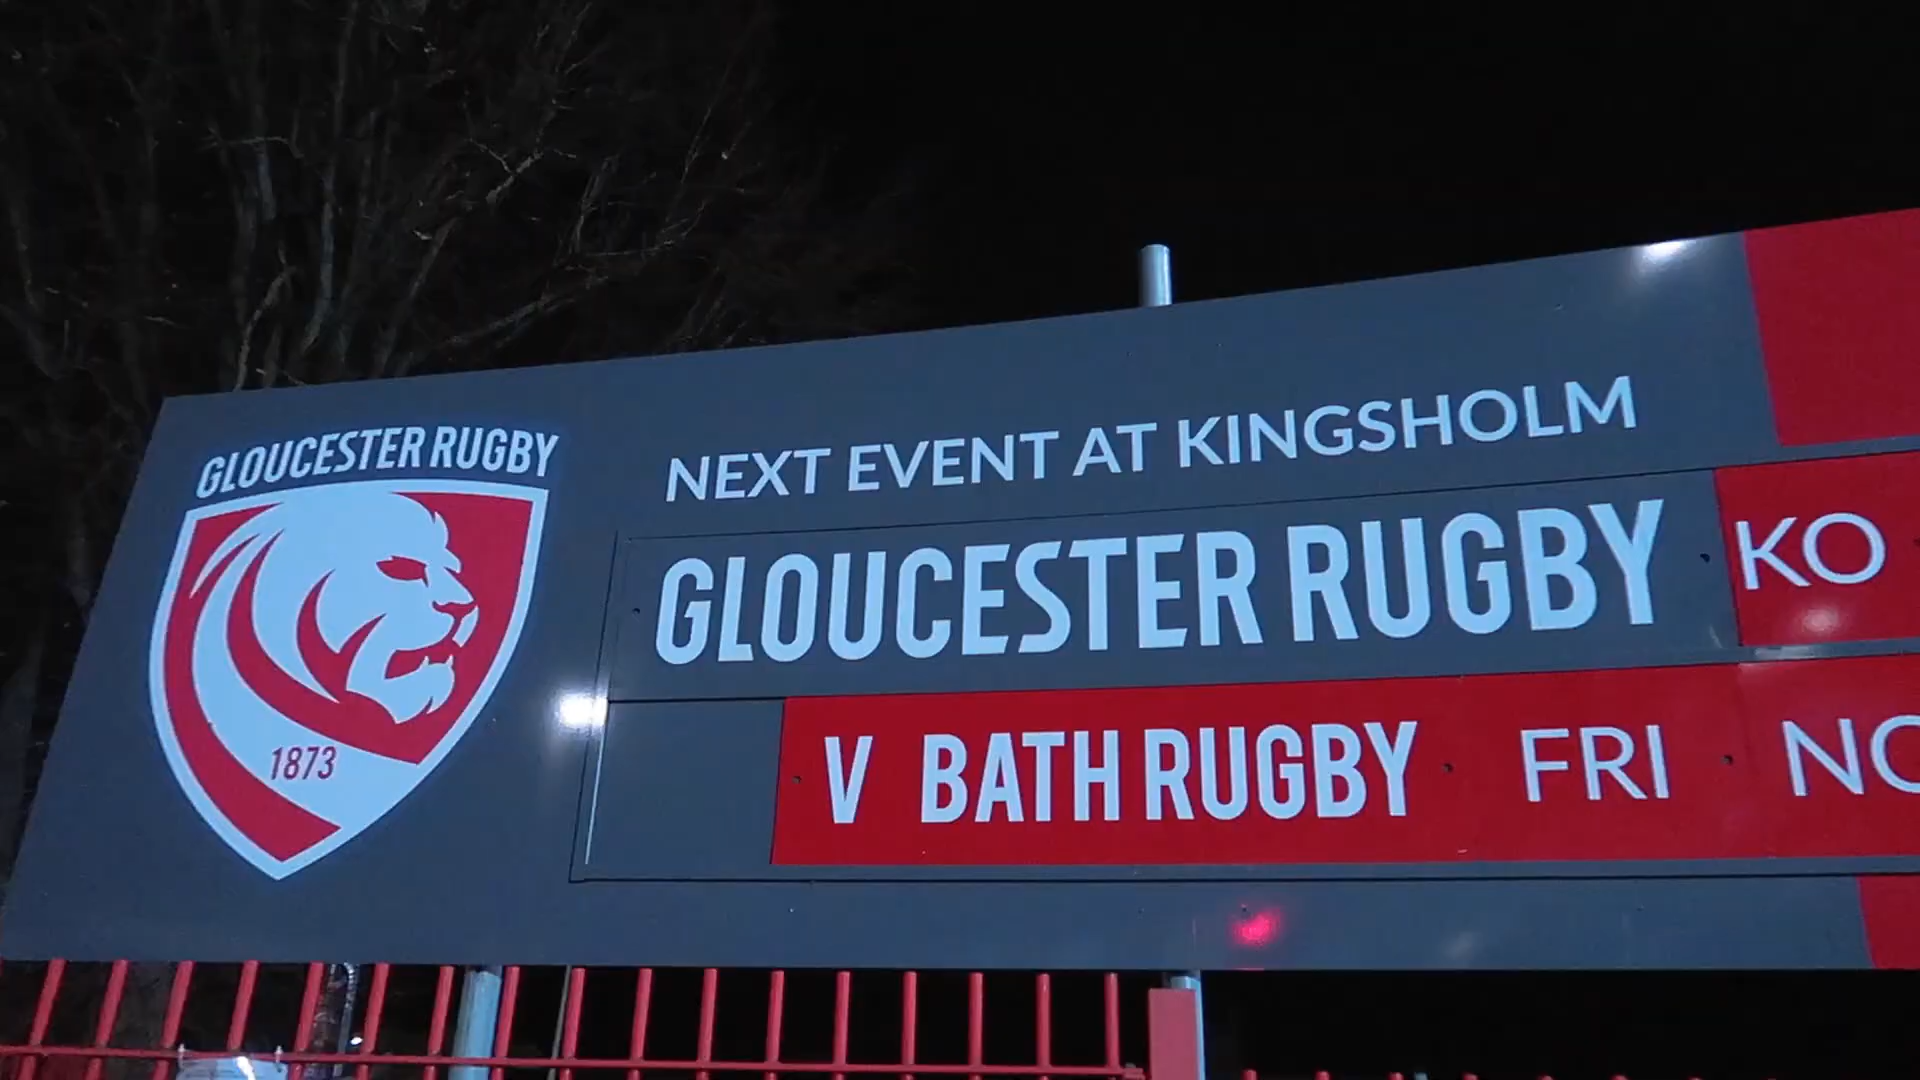 GLOUCESTER RUGBY
1873
NEXT EVENT AT KINGSHOLM
GLOUCESTER RUGBY KO
V BATH RUGBY FRI